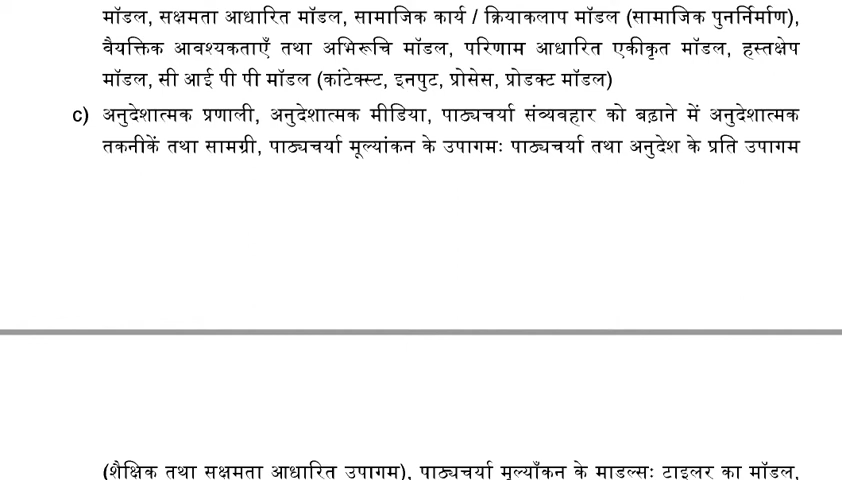 मॉडल, सक्षमता आधारित मॉडल, सामाजिक कार्य / क्रियाकलाप मॉडल (सामाजिक पुनर्निर्माण),
वैयक्तिक आवश्यकताएँ तथा अभिरूचि मॉडल, परिणाम आधारित एकीकृत मॉडल, हस्तक्षेप
मॉडल, सी आई पी पी मॉडल (कांटेक्स्ट, इनपुट, प्रोसेस, प्रोडक्ट मॉडल)
c) अनुदेशात्मक प्रणाली, अनुदेशात्मक मीडिया, पाठ्यचर्या संव्यवहार को बढ़ाने में अनुदेशात्मक
तकनीकें तथा सामग्री, पाठ्यचर्या मूल्यांकन के उपागमः पाठ्यचर्या तथा अनुदेश के प्रति उपागम
(शैक्षिक तथा सक्षमता आधारित उपागम), पाठ्यचर्या मूल्याँकन के माडल्सः टाइलर का मॉडल,